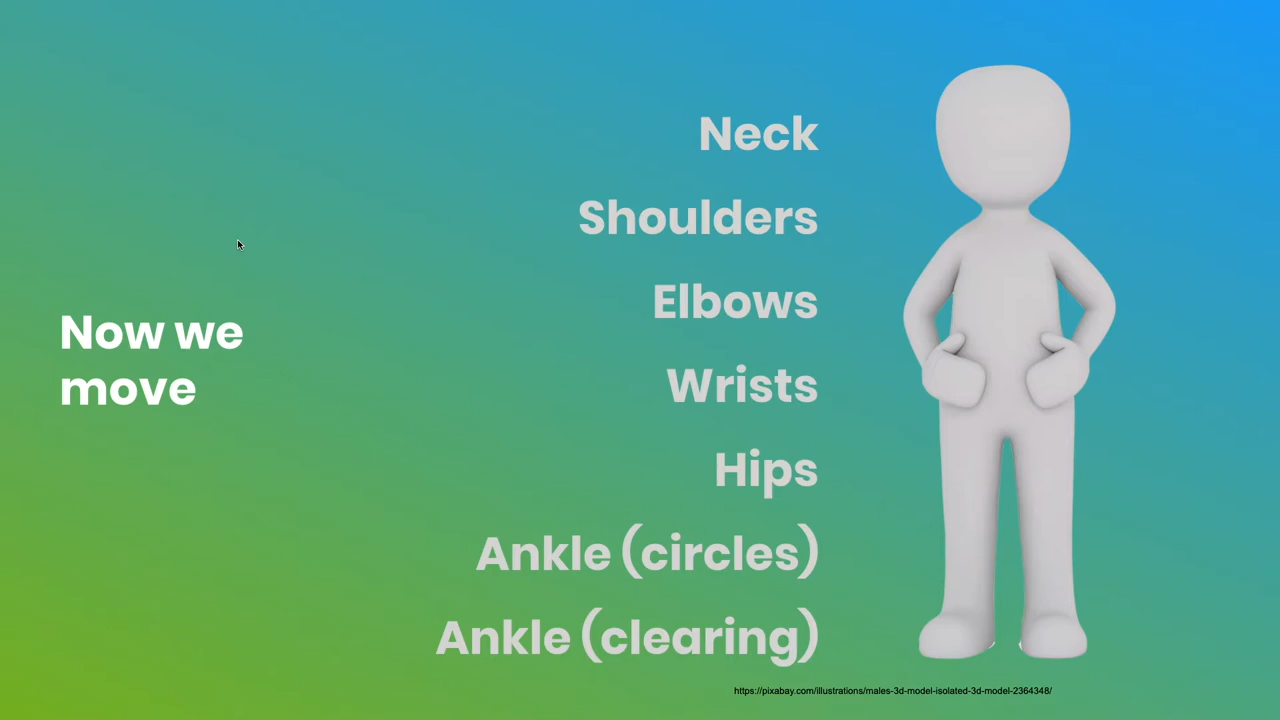 Now we
move
Neck
Shoulders
Elbows
Wrists
Hips
Ankle (circles)
Ankle (clearing)
https://pixabay.com/illustrations/males-3d-model-isolated-3d-model-2364348/